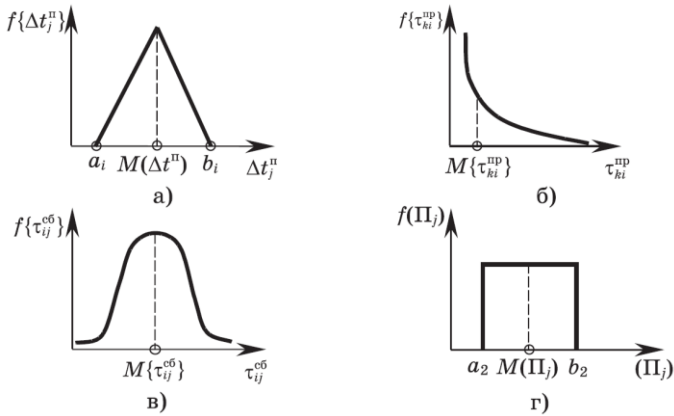 f{Δt_j^п}
a_i M(Δt^п) b_i Δt_j^п
а)
f{τ_ki^пр}
M{τ_ki^пр} τ_ki^пр
б)
f{τ_ij^сб}
M{τ_ij^сб} τ_ij^сб
в)
f(П_j)
a_2 M(П_j) b_2 (П_j)
г)